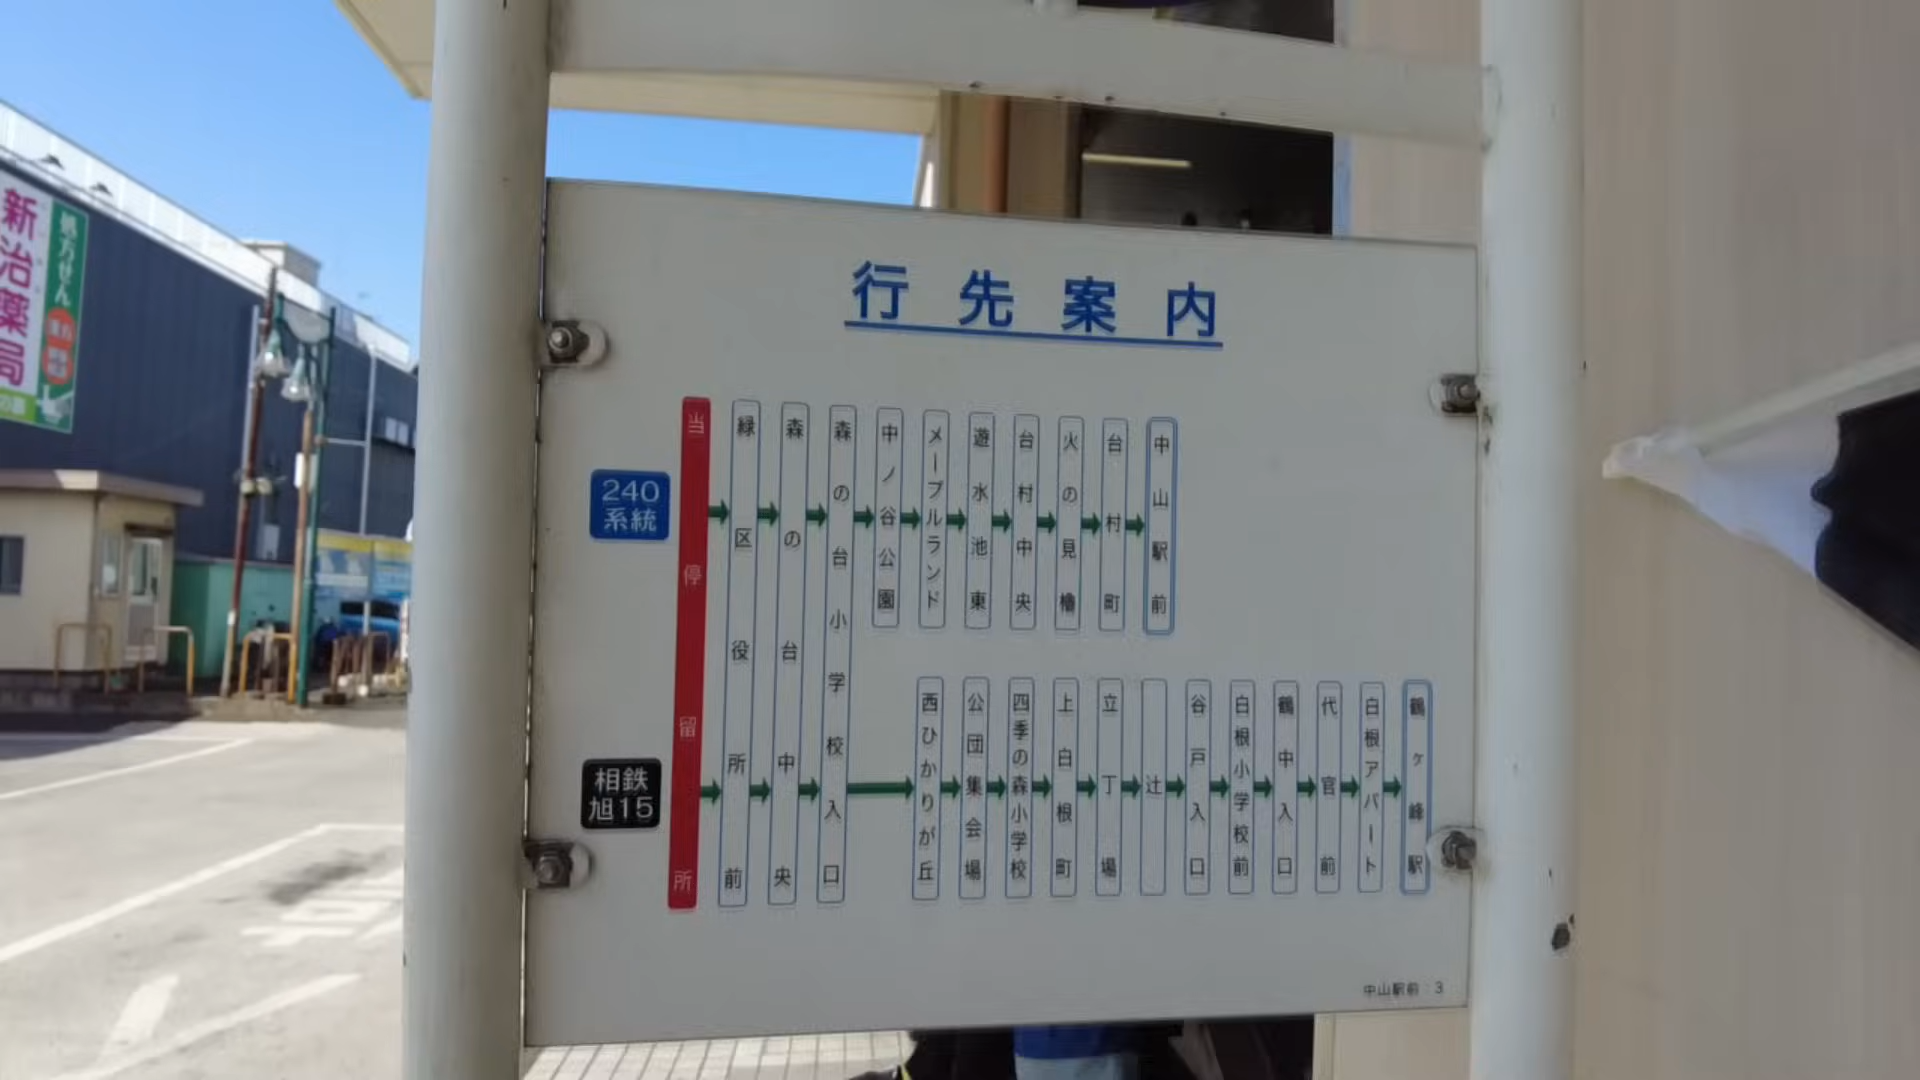 新治薬局
処方せん
行先案内
240
系統
相鉄
旭15
当停留所
緑区役所前
森の台中央
森の台小学校入口
中ノ谷公園
メープルランド
遊水池東
台村中央
火の見櫓
台村町
中山駅前
西ひかりが丘
公団集会場
四季の森小学校
上白根町
立丁場
辻
谷戸入口
白根小学校前
鶴中入口
代官前
白根アパート
鶴ヶ峰駅
中山駅前 3